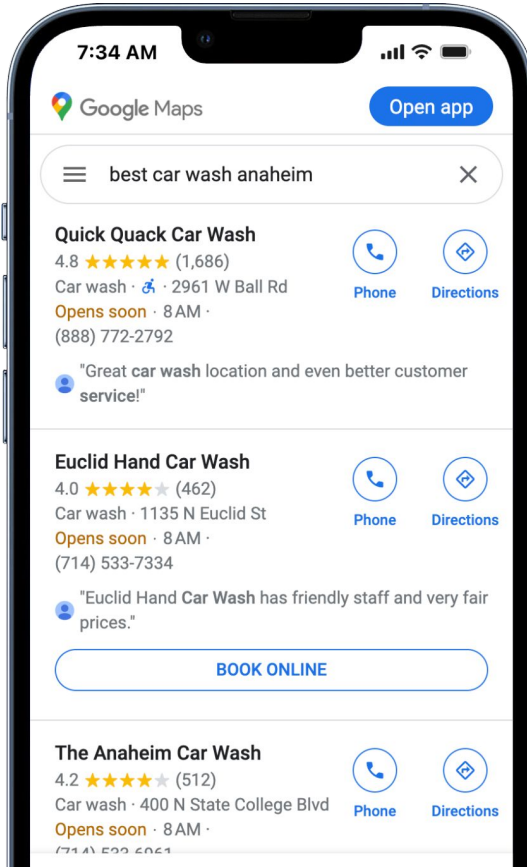 7:34 AM
Google Maps
Open app
best car wash anaheim
Quick Quack Car Wash
4.8 ★★★★★ (1,686)
Car wash · 2961 W Ball Rd
Opens soon · 8 AM ·
(888) 772-2792
Phone
Directions
"Great car wash location and even better customer
service!"
Euclid Hand Car Wash
4.0 ★★★★★ (462)
Car wash · 1135 N Euclid St
Opens soon · 8 AM ·
(714) 533-7334
Phone
Directions
"Euclid Hand Car Wash has friendly staff and very fair
prices."
BOOK ONLINE
The Anaheim Car Wash
4.2 ★★★★★ (512)
Car wash · 400 N State College Blvd
Opens soon · 8 AM ·
Phone
Directions